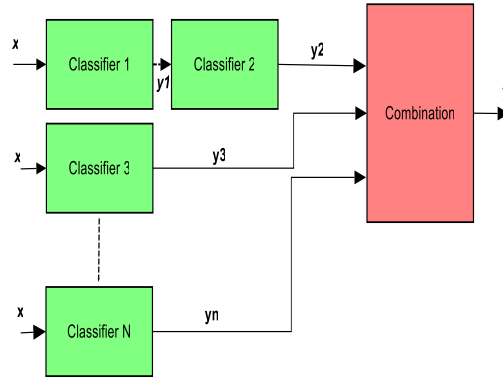 x
Classifier 1
y1
Classifier 2
y2
Combination
x
Classifier 3
y3
x
Classifier N
yn